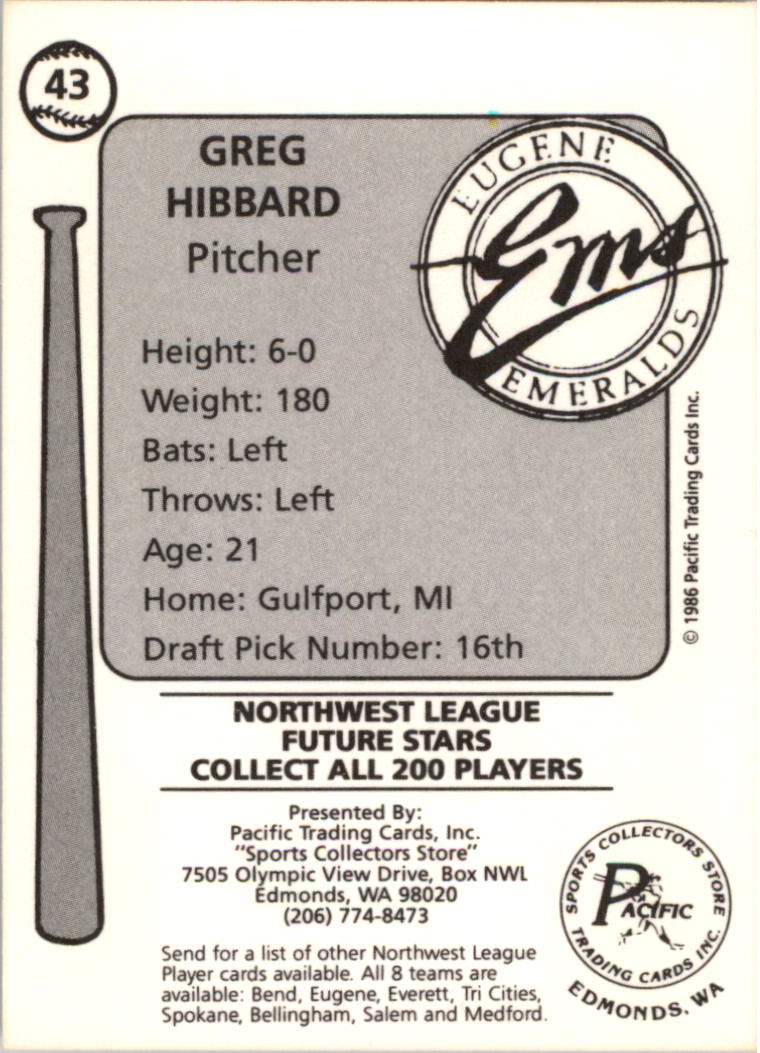 43
GREG
HIBBARD
Pitcher
EUGENE
Ems
EMERALDS
Height: 6-0
Weight: 180
Bats: Left
Throws: Left
Age: 21
Home: Gulfport, MI
Draft Pick Number: 16th
© 1986 Pacific Trading Cards Inc.
NORTHWEST LEAGUE
FUTURE STARS
COLLECT ALL 200 PLAYERS
Presented By:
Pacific Trading Cards, Inc.
"Sports Collectors Store"
7505 Olympic View Drive, Box NWL
Edmonds, WA 98020
(206) 774-8473
Send for a list of other Northwest League
Player cards available. All 8 teams are
available: Bend, Eugene, Everett, Tri Cities,
Spokane, Bellingham, Salem and Medford.
SPORTS COLLECTORS STORE
PACIFIC
TRADING CARDS INC.
EDMONDS, WA